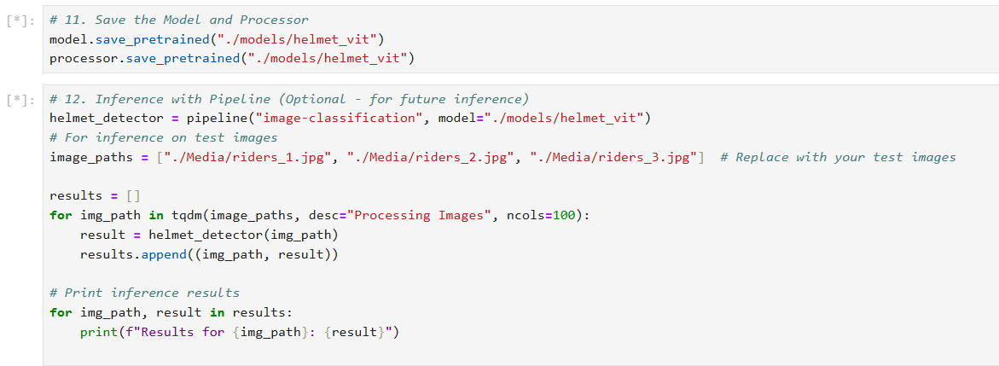 [*]: # 11. Save the Model and Processor
model.save_pretrained("./models/helmet_vit")
processor.save_pretrained("./models/helmet_vit")
[*]: # 12. Inference with Pipeline (Optional - for future inference)
helmet_detector = pipeline("image-classification", model="./models/helmet_vit")
# For inference on test images
image_paths = ["./Media/riders_1.jpg", "./Media/riders_2.jpg", "./Media/riders_3.jpg"]  # Replace with your test images
results = []
for img_path in tqdm(image_paths, desc="Processing Images", ncols=100):
    result = helmet_detector(img_path)
    results.append((img_path, result))
# Print inference results
for img_path, result in results:
    print(f"Results for {img_path}: {result}")